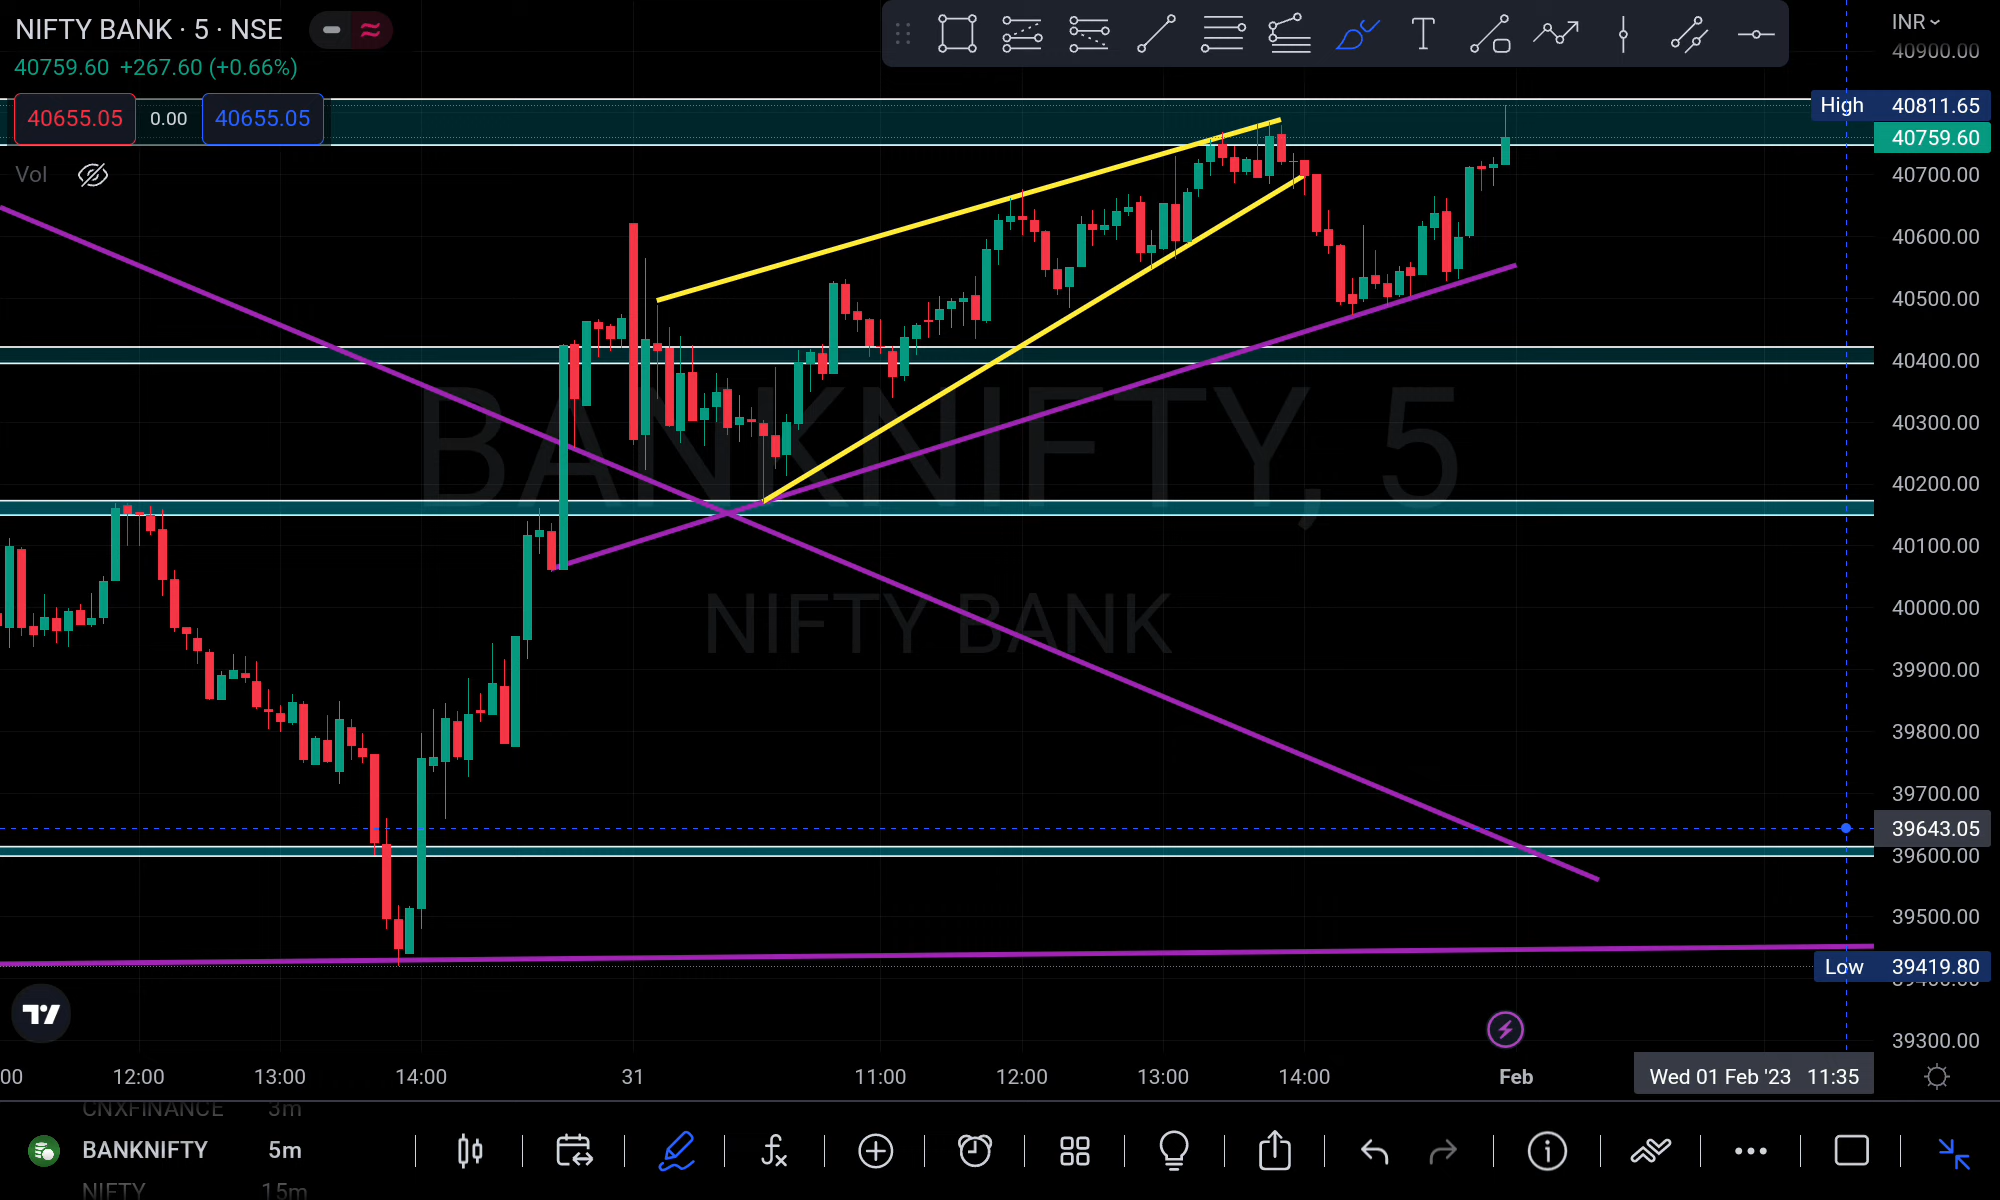 NIFTY BANK · 5 · NSE
INR
40759.60 +267.60 (+0.66%)
40655.05 0.00 40655.05
Vol
T
40900.00
High 40811.65
40759.60
40700.00
40600.00
40500.00
40400.00
40300.00
40200.00
40100.00
40000.00
39900.00
39800.00
39700.00
39643.05
39600.00
39500.00
Low 39419.80
39400.00
39300.00
BANKNIFTY, 5
NIFTY BANK
00 12:00 13:00 14:00 31 11:00 12:00 13:00 14:00 Feb Wed 01 Feb '23 11:35
CNXFINANCE 3m
BANKNIFTY 5m
NIFTY 15m